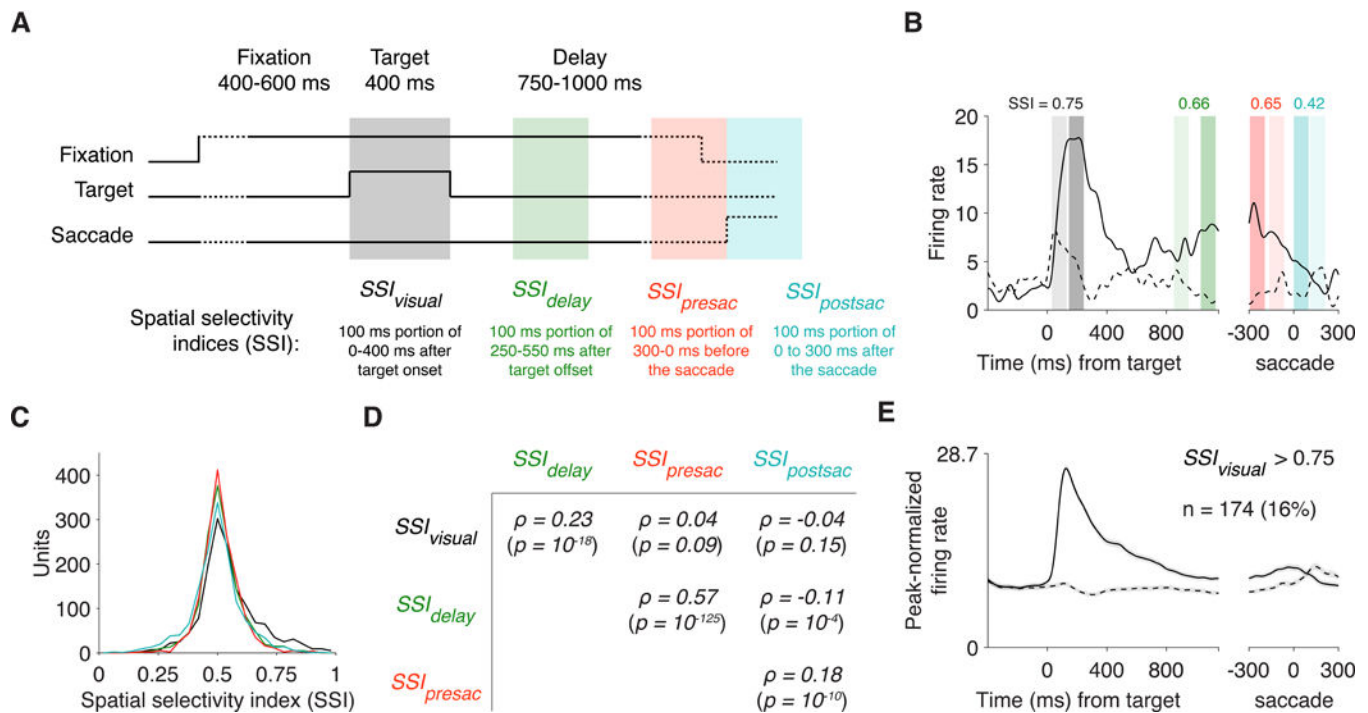 A
Fixation
400-600 ms
Target
400 ms
Delay
750-1000 ms
Fixation
Target
Saccade
Spatial selectivity
indices (SSI):
SSIvisual
100 ms portion of
0-400 ms after
target onset
SSIdelay
100 ms portion of
250-550 ms after
target offset
SSIpresac
100 ms portion of
300-0 ms before
the saccade
SSIpostsac
100 ms portion of
0 to 300 ms after
the saccade
B
SSI = 0.75
0.66
0.65
0.42
Firing rate
20
15
10
5
0
0 400 800
-300 0 300
Time (ms) from target
saccade
C
Units
400
300
200
100
0
0 0.25 0.5 0.75 1
Spatial selectivity index (SSI)
D
SSIdelay SSIpresac SSIpostsac
SSIvisual
ρ = 0.23 ρ = 0.04 ρ = -0.04
(p = 10-18) (p = 0.09) (p = 0.15)
SSIdelay
ρ = 0.57 ρ = -0.11
(p = 10-125) (p = 10-4)
SSIpresac
ρ = 0.18
(p = 10-10)
E
Peak-normalized
firing rate
28.7
0
SSIvisual > 0.75
n = 174 (16%)
0 400 800
-300 0 300
Time (ms) from target
saccade